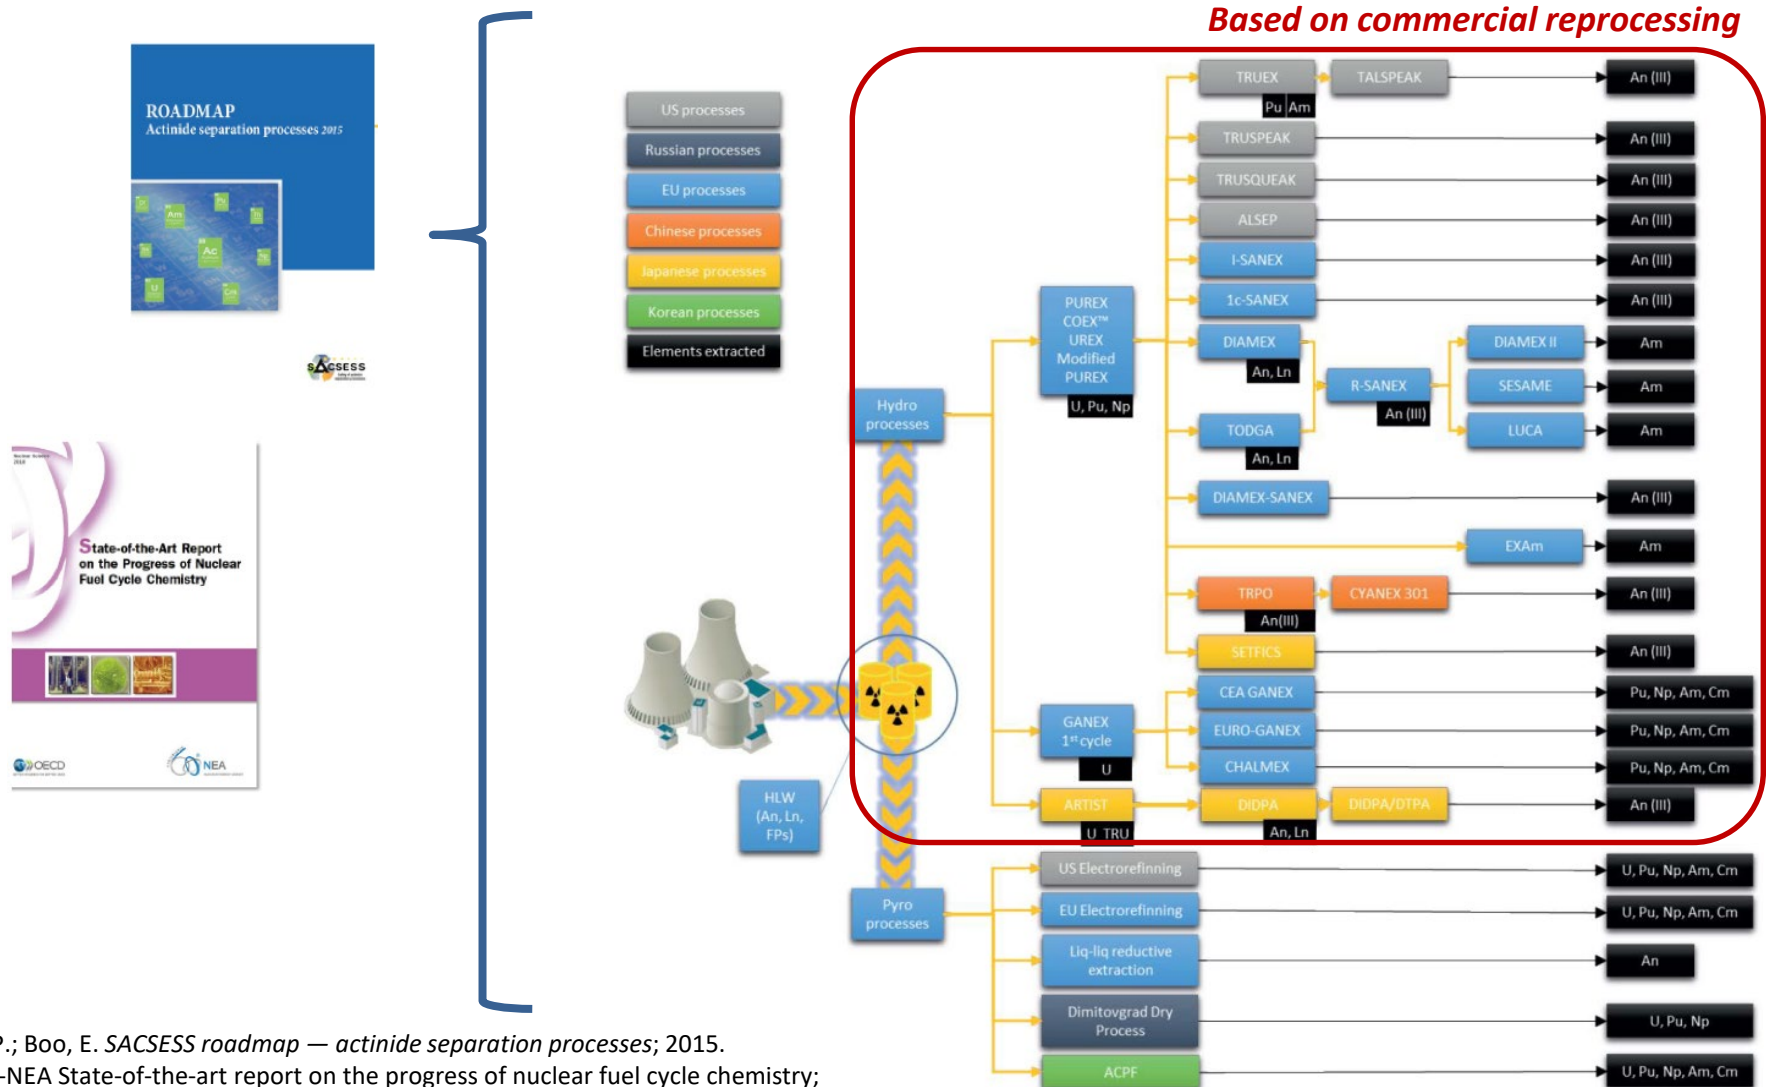 Based on commercial reprocessing
ROADMAP
Actinide separation processes 2015
Am
Ac
U
Cm
SACSESS
State-of-the-Art Report
on the Progress of Nuclear
Fuel Cycle Chemistry
OECD
NEA
US processes
Russian processes
EU processes
Chinese processes
Japanese processes
Korean processes
Elements extracted
HLW
(An, Ln,
FPs)
Hydro
processes
Pyro
processes
PUREX
COEX™
UREX
Modified
PUREX
U, Pu, Np
GANEX
1st cycle
U
ARTIST
U TRU
TRUEX
Pu Am
TALSPEAK
An (III)
TRUSPEAK
An (III)
TRUSQUEAK
An (III)
ALSEP
An (III)
I-SANEX
An (III)
1c-SANEX
An (III)
DIAMEX
An, Ln
TODGA
An, Ln
R-SANEX
An (III)
DIAMEX II
Am
SESAME
Am
LUCA
Am
DIAMEX-SANEX
An (III)
EXAm
Am
TRPO
An(III)
CYANEX 301
An (III)
SETFICS
An (III)
CEA GANEX
Pu, Np, Am, Cm
EURO-GANEX
Pu, Np, Am, Cm
CHALMEX
Pu, Np, Am, Cm
DIDPA
An, Ln
DIDPA/DTPA
An (III)
US Electrorefinning
U, Pu, Np, Am, Cm
EU Electrorefinning
U, Pu, Np, Am, Cm
Liq-liq reductive
extraction
An
Dimitovgrad Dry
Process
U, Pu, Np
ACPF
U, Pu, Np, Am, Cm
P.; Boo, E. SACSESS roadmap — actinide separation processes; 2015.
-NEA State-of-the-art report on the progress of nuclear fuel cycle chemistry;